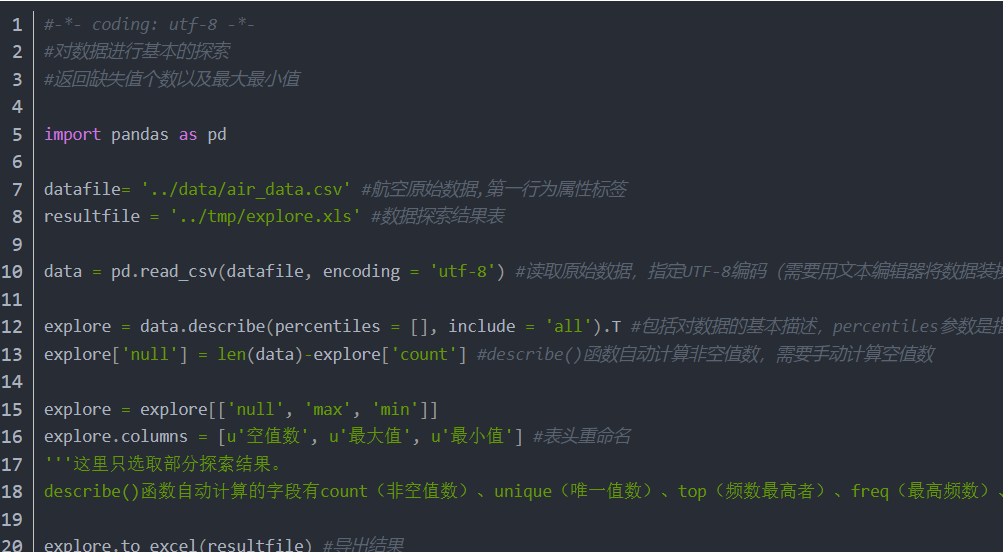 1 #-*- coding: utf-8 -*-
2 #对数据进行基本的探索
3 #返回缺失值个数以及最大最小值
4
5 import pandas as pd
6
7 datafile= '../data/air_data.csv' #航空原始数据,第一行为属性标签
8 resultfile = '../tmp/explore.xls' #数据探索结果表
9
10 data = pd.read_csv(datafile, encoding = 'utf-8') #读取原始数据，指定UTF-8编码（需要用文本编辑器将数据装换
11
12 explore = data.describe(percentiles = [], include = 'all').T #包括对数据的基本描述，percentiles参数是指
13 explore['null'] = len(data)-explore['count'] #describe()函数自动计算非空值数，需要手动计算空值数
14
15 explore = explore[['null', 'max', 'min']]
16 explore.columns = [u'空值数', u'最大值', u'最小值'] #表头重命名
17 '''这里只选取部分探索结果。
18 describe()函数自动计算的字段有count（非空值数）、unique（唯一值数）、top（频数最高者）、freq（最高频数）、
19
20 explore.to_excel(resultfile) #导出结果